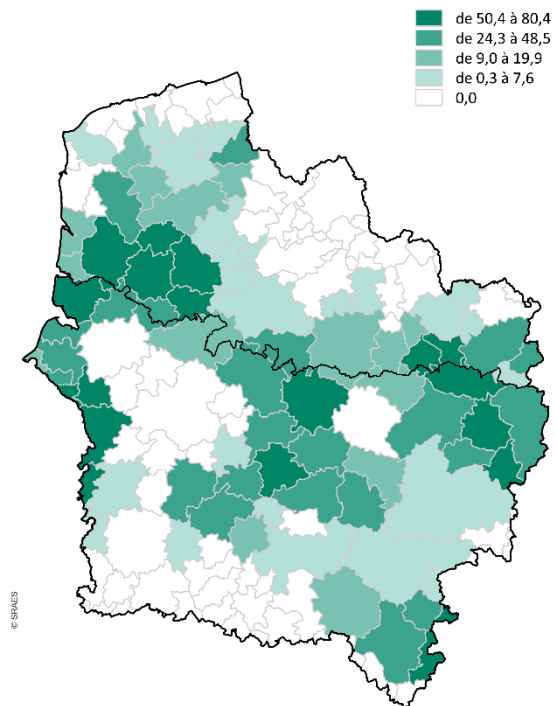 de 50,4 à 80,4
de 24,3 à 48,5
de 9,0 à 19,9
de 0,3 à 7,6
0,0
© SRAES